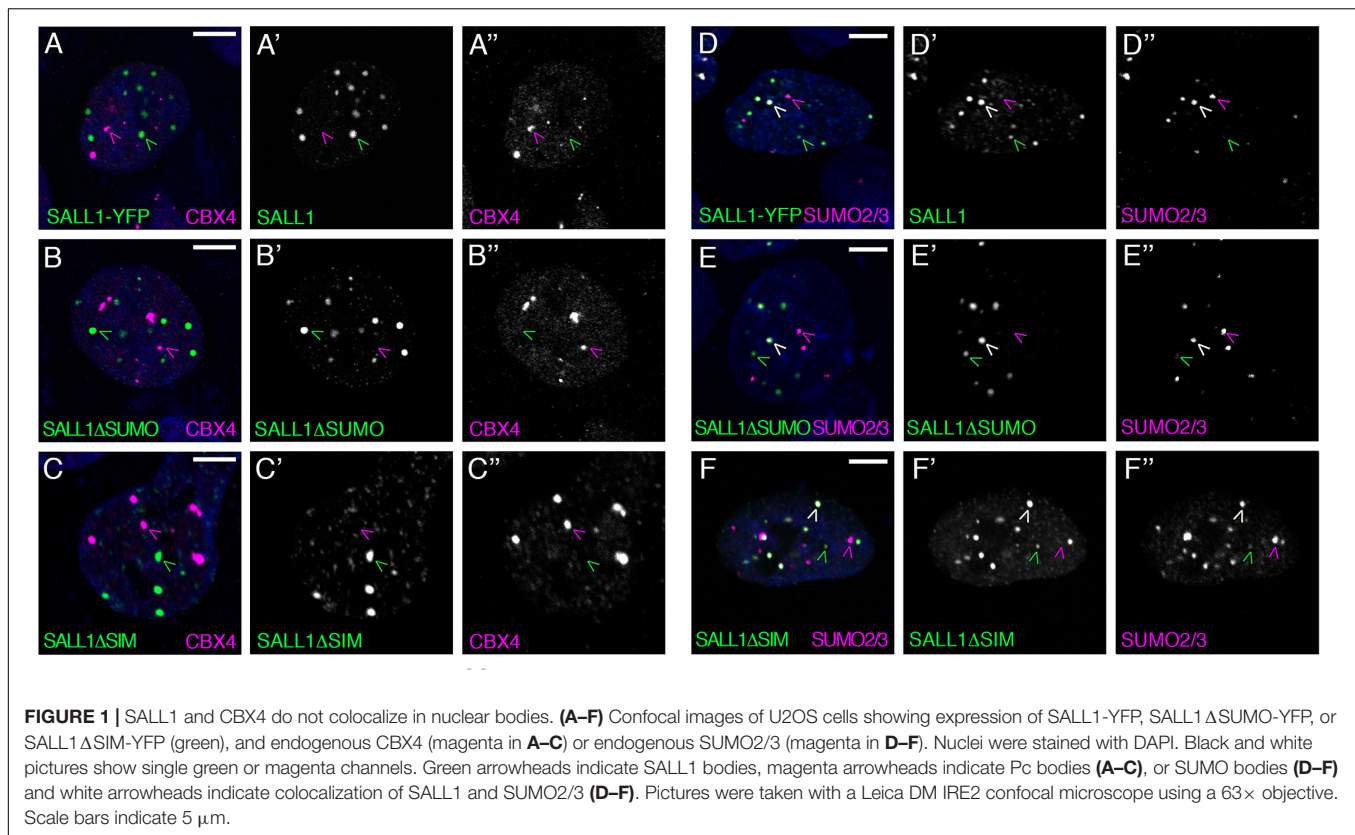 A A' A" D D' D"
SALL1-YFP CBX4 SALL1 CBX4 SALL1-YFP SUMO2/3 SALL1 SUMO2/3
B B' B" E E' E"
SALL1ΔSUMO CBX4 SALL1ΔSUMO CBX4 SALL1ΔSUMO SUMO2/3 SALL1ΔSUMO SUMO2/3
C C' C" F F' F"
SALL1ΔSIM CBX4 SALL1ΔSIM CBX4 SALL1ΔSIM SUMO2/3 SALL1ΔSIM SUMO2/3
FIGURE 1 | SALL1 and CBX4 do not colocalize in nuclear bodies. (A–F) Confocal images of U2OS cells showing expression of SALL1-YFP, SALL1ΔSUMO-YFP, or
SALL1ΔSIM-YFP (green), and endogenous CBX4 (magenta in A–C) or endogenous SUMO2/3 (magenta in D–F). Nuclei were stained with DAPI. Black and white
pictures show single green or magenta channels. Green arrowheads indicate SALL1 bodies, magenta arrowheads indicate Pc bodies (A–C), or SUMO bodies (D–F)
and white arrowheads indicate colocalization of SALL1 and SUMO2/3 (D–F). Pictures were taken with a Leica DM IRE2 confocal microscope using a 63× objective.
Scale bars indicate 5 μm.